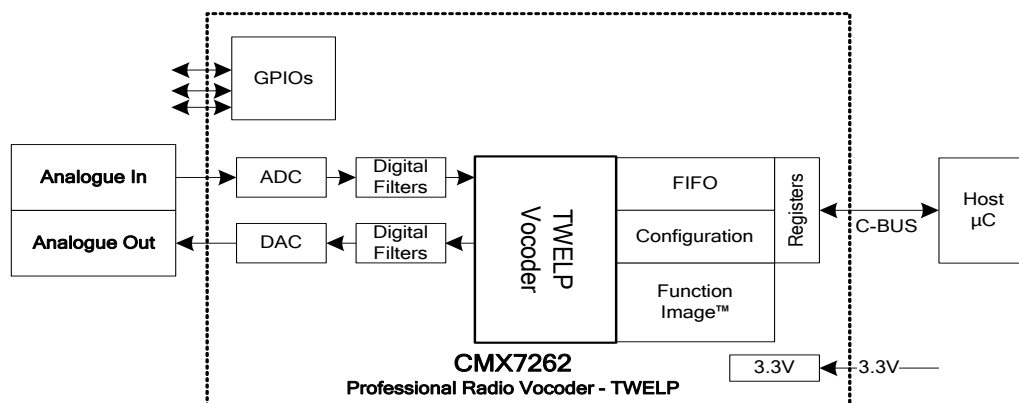 GPIOs
Analogue In
ADC
Digital
Filters
Analogue Out
DAC
Digital
Filters
TWELP
Vocoder
FIFO
Configuration
Function
Image™
Registers
C-BUS
Host
µC
3.3V
3.3V
CMX7262
Professional Radio Vocoder - TWELP